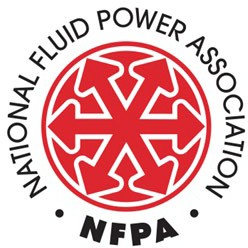 NATIONAL FLUID POWER ASSOCIATION
• NFPA •